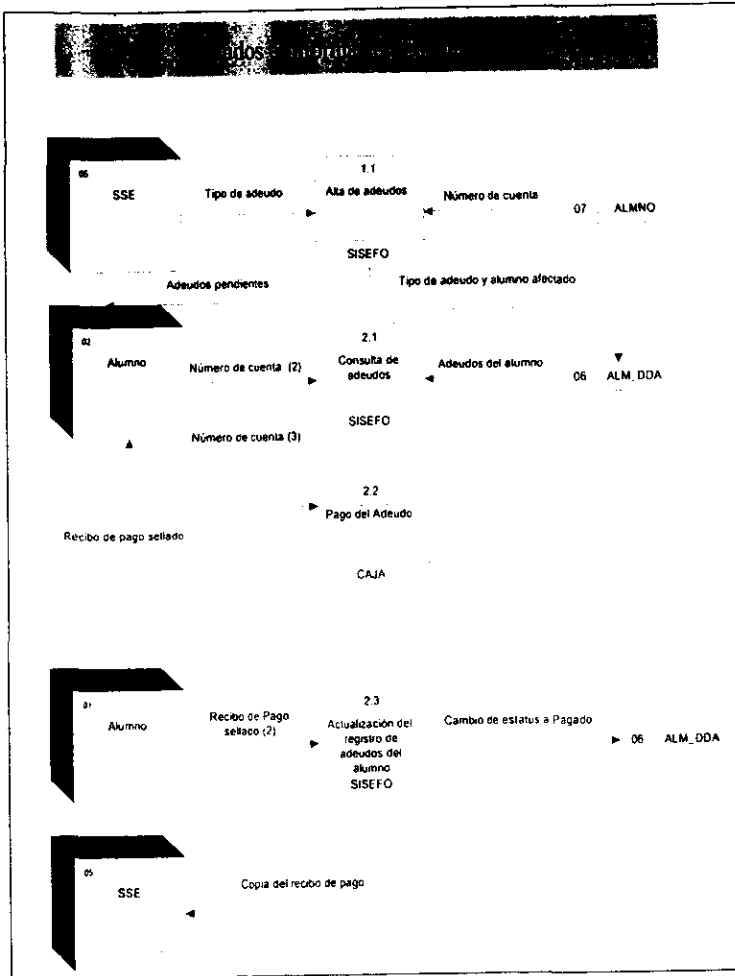 05
SSE
Tipo de adeudo
1.1
Alta de adeudos
Número de cuenta
07 ALMNO
SISEFO
Adeudos pendientes
Tipo de adeudo y alumno afectado
02
Alumno
Número de cuenta (2)
2.1
Consulta de
adeudos
Adeudos del alumno
06 ALM_DDA
SISEFO
Número de cuenta (3)
2.2
Pago del Adeudo
Recibo de pago sellado
CAJA
Alumno
Recibo de Pago
sellado (2)
2.3
Actualización del
registro de
adeudos del
alumno
SISEFO
Cambio de estatus a Pagado
06 ALM_DDA
05
SSE
Copia del recibo de pago